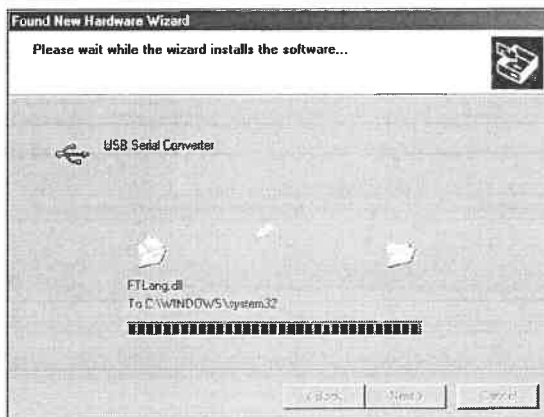 Found New Hardware Wizard
Please wait while the wizard installs the software...
USB Serial Converter
FTLang.dll
To C:\WINDOWS\system32
< Back
Next >
Cancel